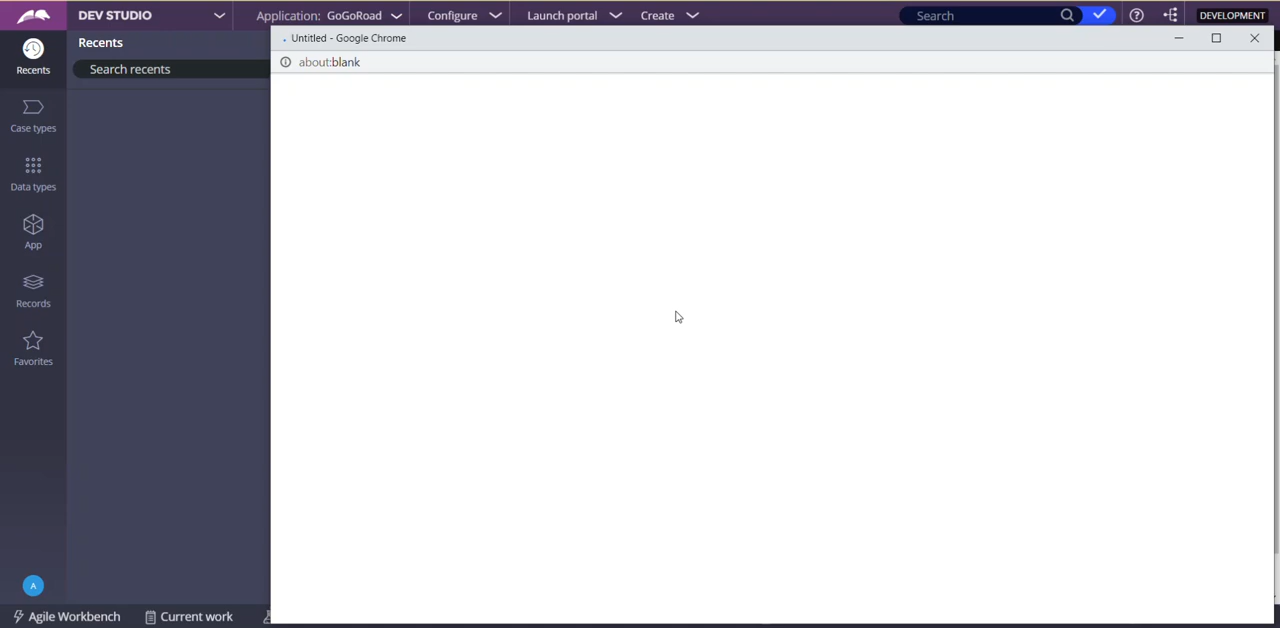 DEV STUDIO
Application: GoGoRoad
Configure
Launch portal
Create
Search
DEVELOPMENT
Recents
Recents
Search recents
Case types
Data types
App
Records
Favorites
A
Agile Workbench
Current work
Untitled - Google Chrome
about:blank